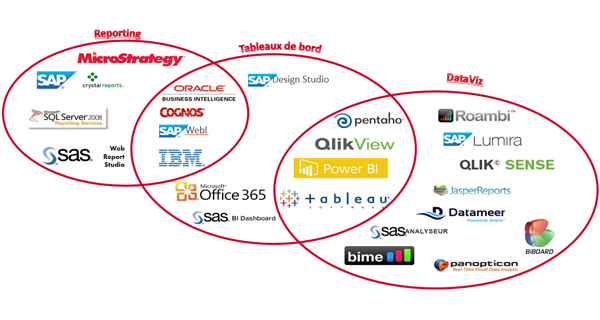 Reporting
Tableaux de bord
DataViz
MicroStrategy
SAP crystal reports.
Microsoft
SQL Server 2008
Reporting Services
sas. Web
Report
Studio
ORACLE
BUSINESS INTELLIGENCE
COGNOS
SAP WebI
IBM
SAP Design Studio
Microsoft
Office 365
sas. BI Dashboard
pentaho
QlikView
Power BI
+ableau
SOFTWARE
Roambi™
SAP Lumira
QLIK SENSE
JasperReports
Datameer
Powerfully Simple™
sas ANALYSEUR
BIBOARD
bime
panopticon
Real-Time Visual Data Analysis